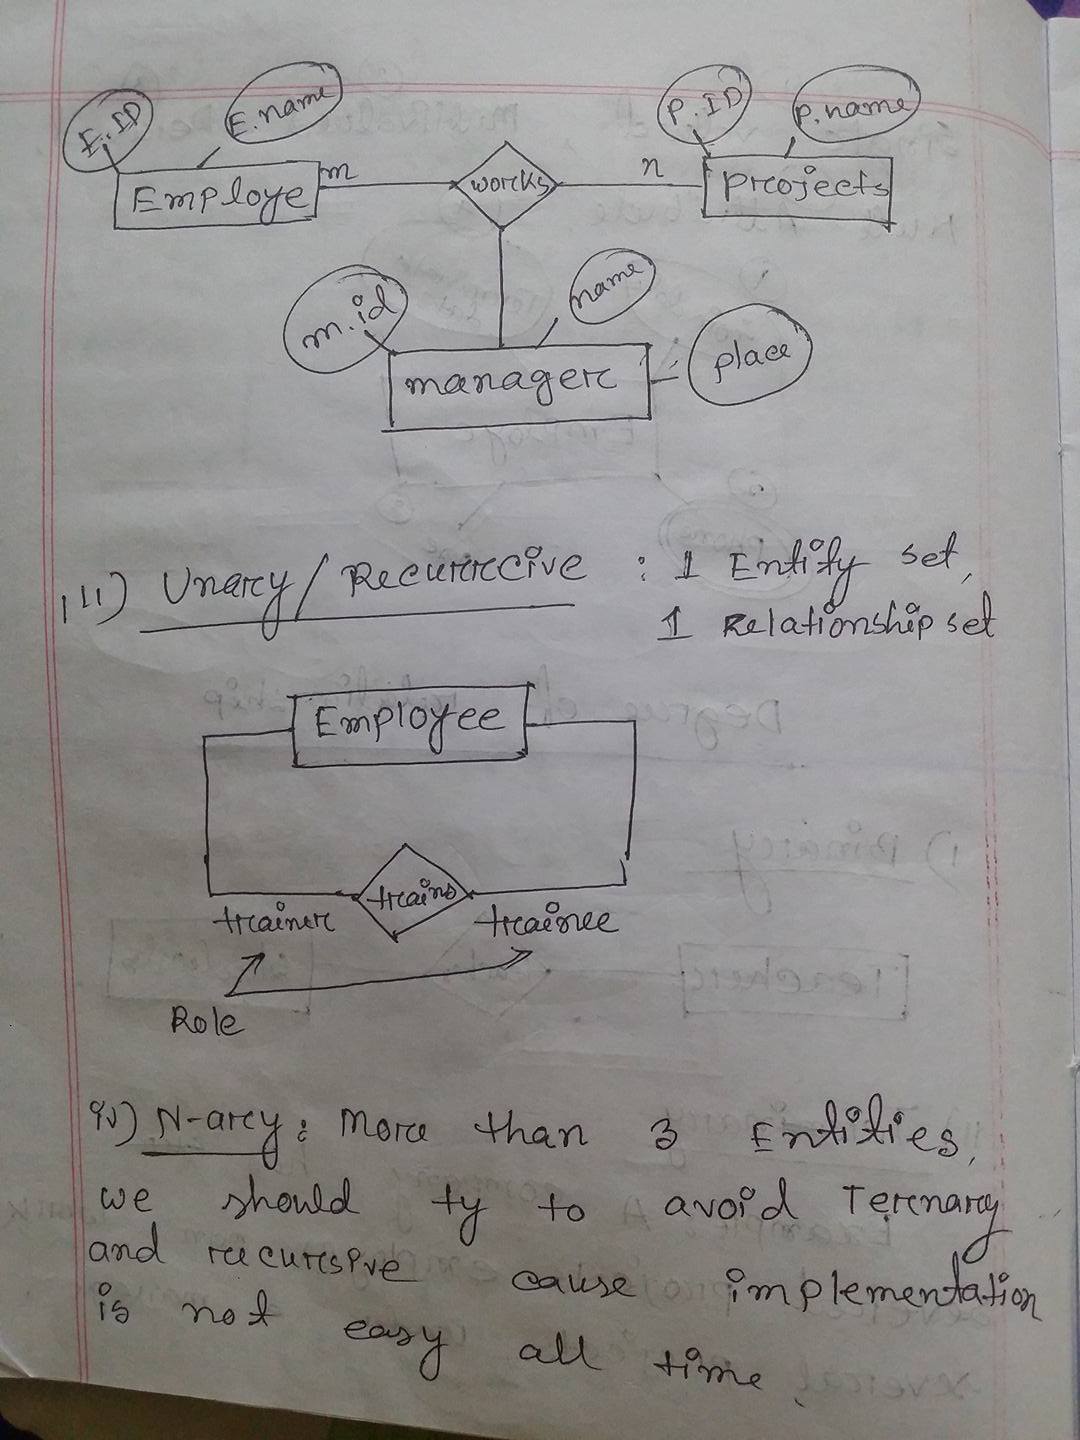 E.ID E.name P.ID P.name
Employe m works n projects
m.id name
manager place
iii) Unary/Recurrcive : 1 Entity set,
1 Relationship set
Employee
trains
trainer trainee
Role
iv) N-ary: More than 3 Entities,
we should ty to avoid Ternary
and recursive cause implementation
is not easy all time,